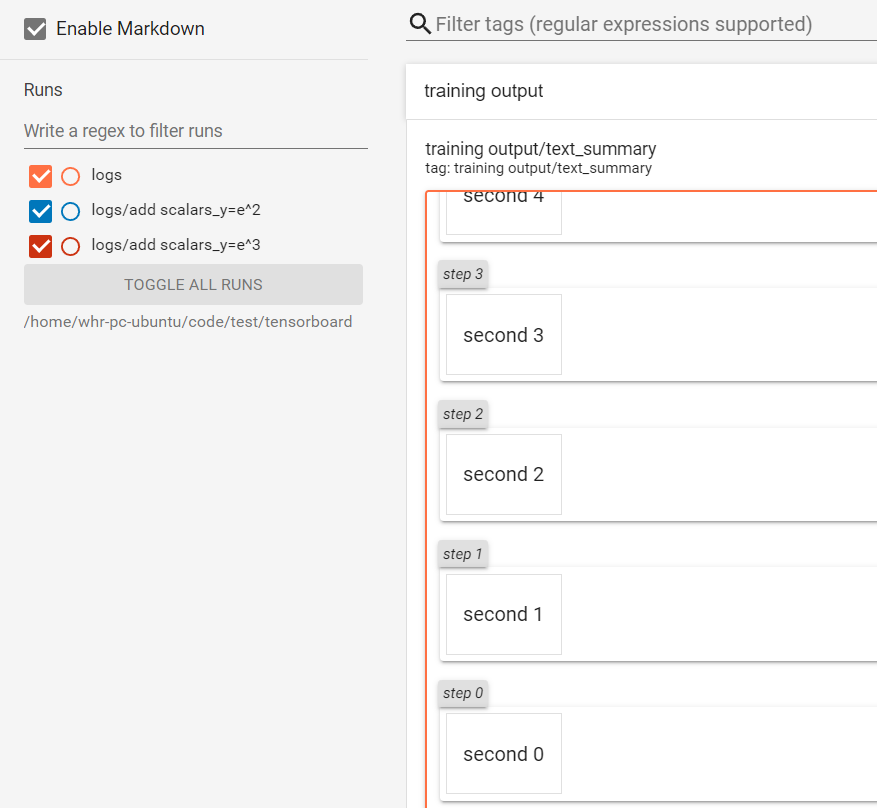 Enable Markdown
Runs
Write a regex to filter runs
logs
logs/add scalars_y=e^2
logs/add scalars_y=e^3
TOGGLE ALL RUNS
/home/whr-pc-ubuntu/code/test/tensorboard
Filter tags (regular expressions supported)
training output
training output/text_summary
tag: training output/text_summary
second 4
step 3
second 3
step 2
second 2
step 1
second 1
step 0
second 0